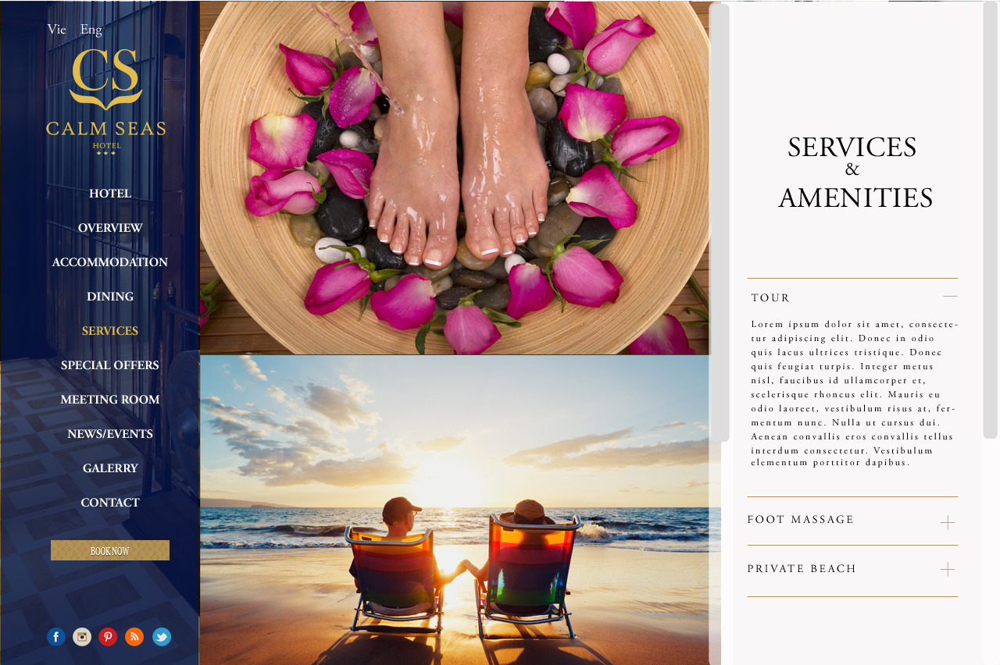 Vie Eng
CS
CALM SEAS
HOTEL
HOTEL
OVERVIEW
ACCOMMODATION
DINING
SERVICES
SPECIAL OFFERS
MEETING ROOM
NEWS/EVENTS
GALERRY
CONTACT
BOOK NOW
SERVICES
&
AMENITIES
TOUR
Lorem ipsum dolor sit amet, consecte-
tur adipiscing elit. Donec in odio
quis lacus ultrices tristique. Donec
quis feugiat turpis. Integer metus
nisl, faucibus id ullamcorper et,
scelerisque rhoncus elit. Mauris eu
odio laoreet, vestibulum risus at, fer-
mentum nunc. Nulla ut cursus dui.
Aenean convallis eros convallis tellus
interdum consectetur. Vestibulum
elementum porttitor dapibus.
FOOT MASSAGE
PRIVATE BEACH